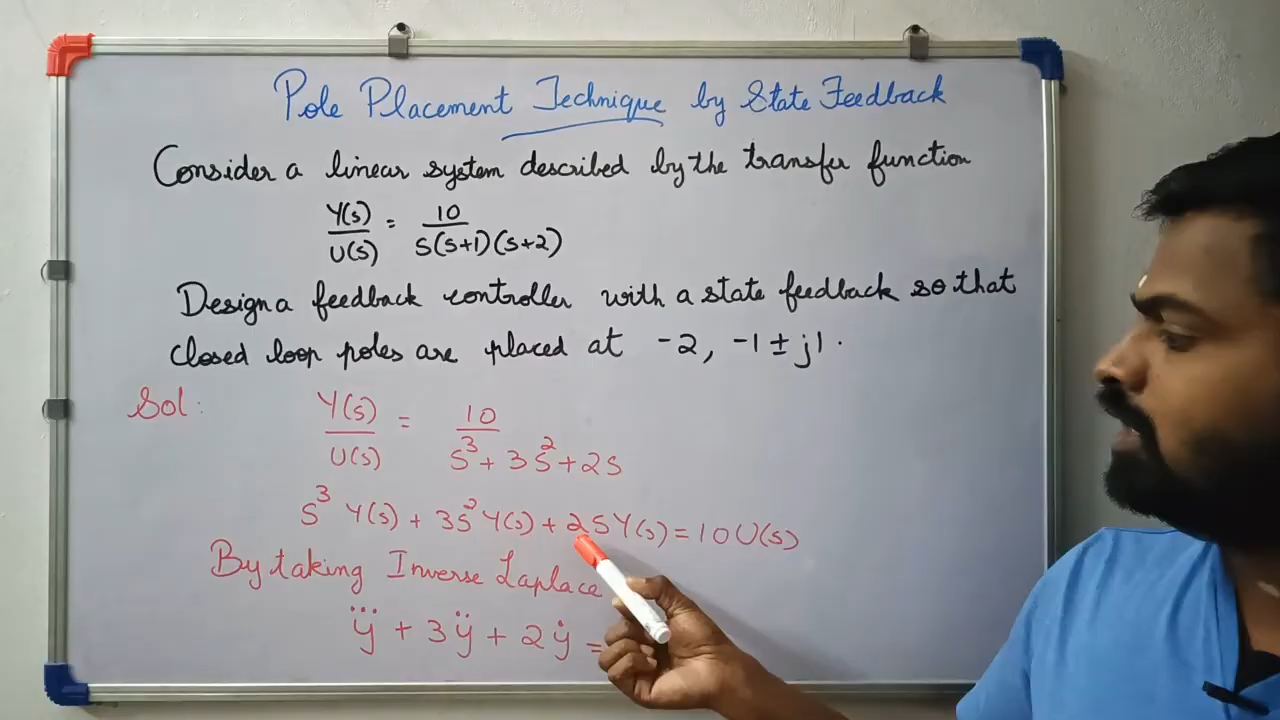 Pole Placement Technique by State Feedback
Consider a linear system described by the transfer function
Y(s)/U(s) = 10/S(S+1)(S+2)
Design a feedback controller with a state feedback so that
closed loop poles are placed at -2, -1 ± j1.
Sol: Y(s)/U(s) = 10/S³ + 3S² + 2S
S³ Y(s) + 3S² Y(s) + 2SY(s) = 10U(s)
By taking Inverse Laplace
y⃛ + 3ÿ + 2ẏ =